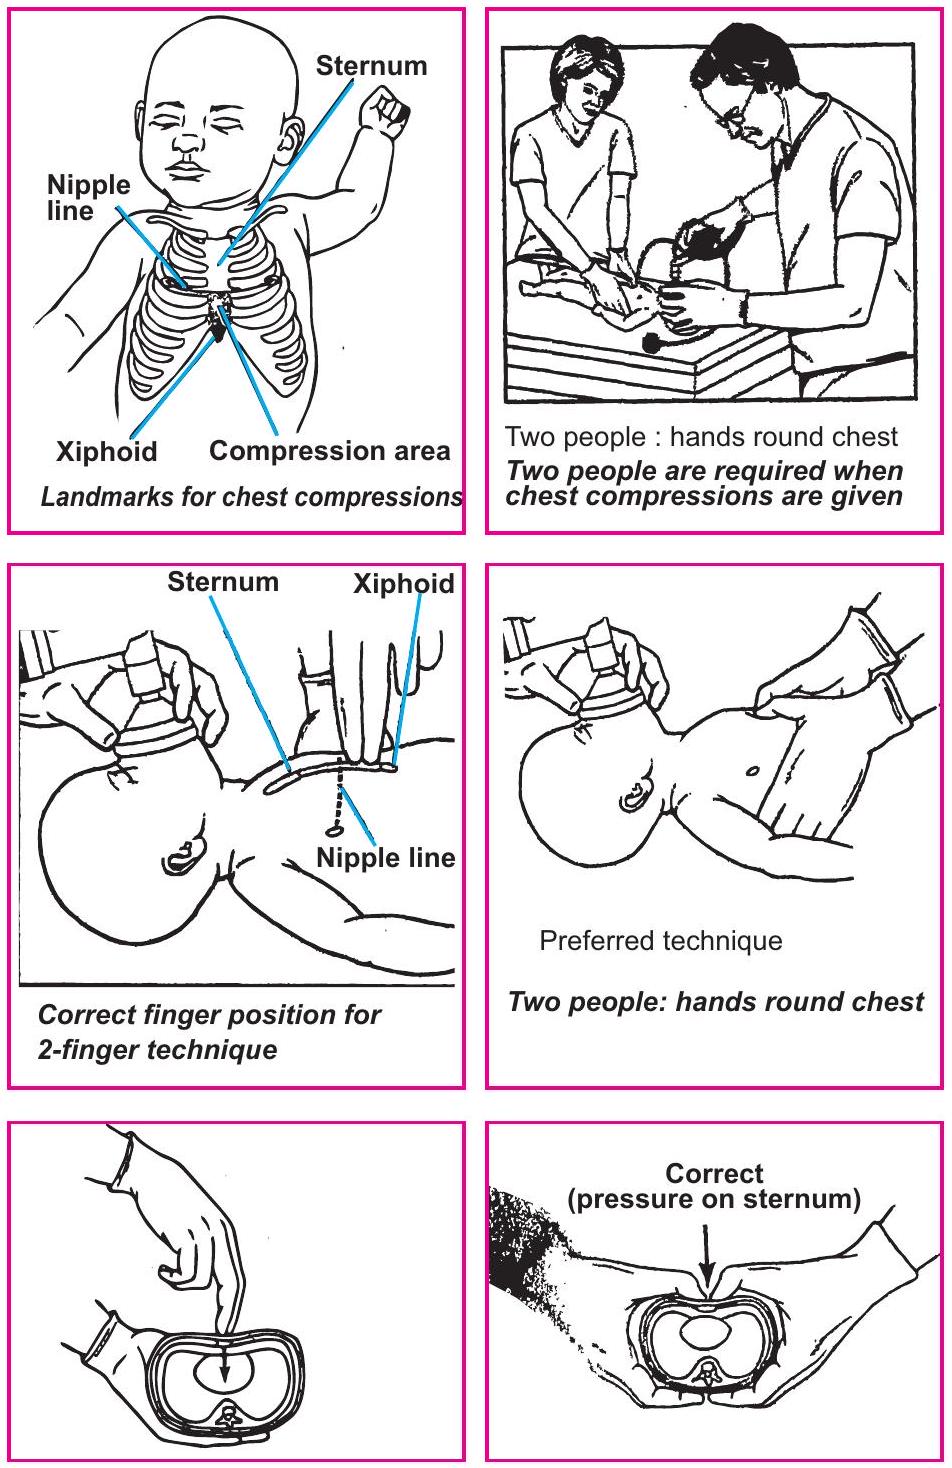 Sternum
Nipple
line
Xiphoid
Compression area
Landmarks for chest compressions
Two people : hands round chest
Two people are required when
chest compressions are given
Sternum
Xiphoid
Nipple line
Correct finger position for
2-finger technique
Preferred technique
Two people: hands round chest
Correct
(pressure on sternum)